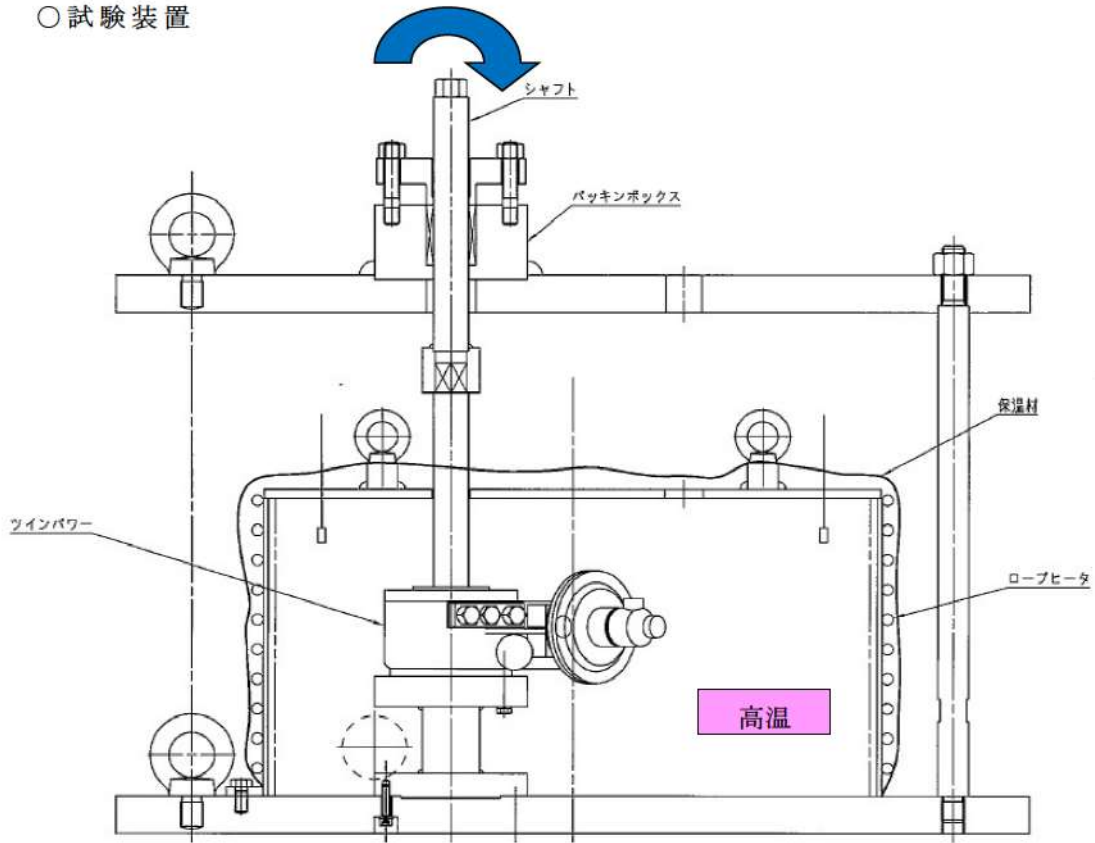 ○試験装置
シャフト
パッキンボックス
保温材
ツインパワー
ロープヒータ
高温